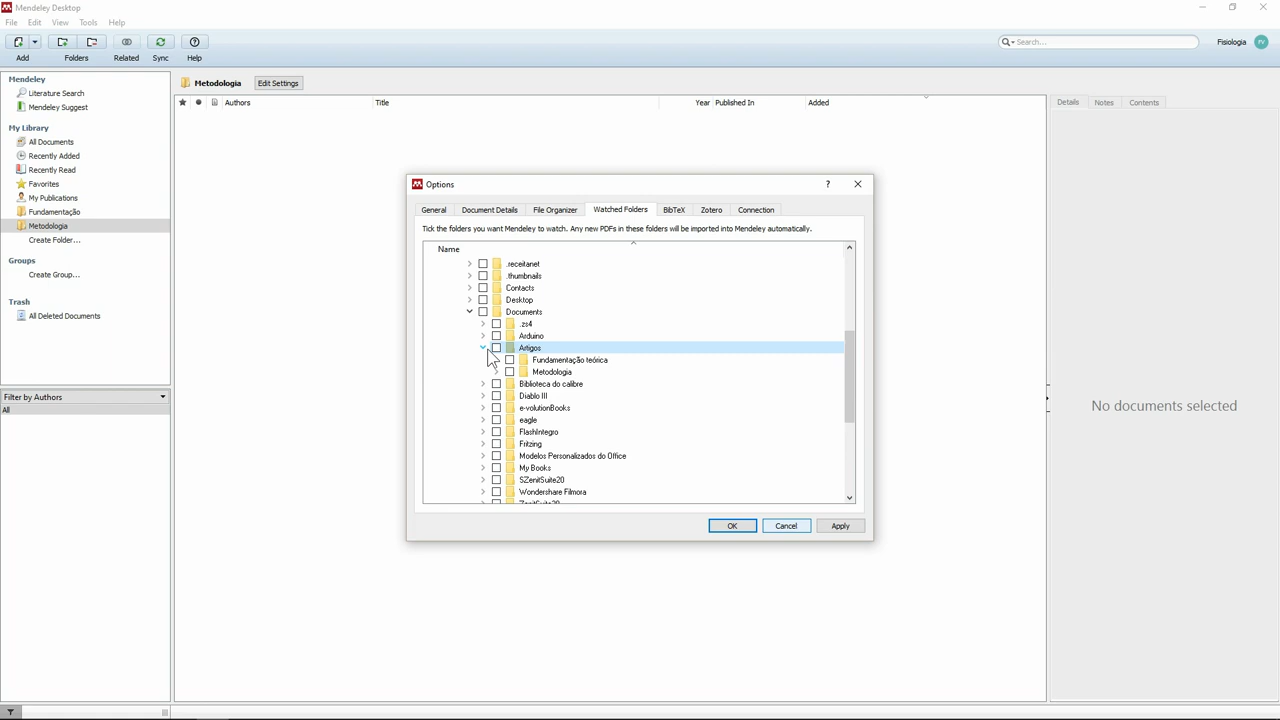 Mendeley Desktop
File Edit View Tools Help
Add Folders Related Sync Help
Search... Fisiologia FV
Mendeley
Literature Search
Mendeley Suggest
My Library
All Documents
Recently Added
Recently Read
Favorites
My Publications
Fundamentação
Metodologia
Create Folder...
Groups
Create Group...
Trash
All Deleted Documents
Filter by Authors
All
Metodologia Edit Settings
Authors Title Year Published In Added
Details Notes Contents
No documents selected
Options
General Document Details File Organizer Watched Folders BibTeX Zotero Connection
Tick the folders you want Mendeley to watch. Any new PDFs in these folders will be imported into Mendeley automatically.
Name
.receitanet
.thumbnails
Contacts
Desktop
Documents
.zs4
Arduino
Artigos
Fundamentação teórica
Metodologia
Biblioteca do calibre
Diablo III
e-volutionBooks
eagle
FlashIntegro
Fritzing
Modelos Personalizados do Office
My Books
SZenitSuite20
Wondershare Filmora
OK Cancel Apply